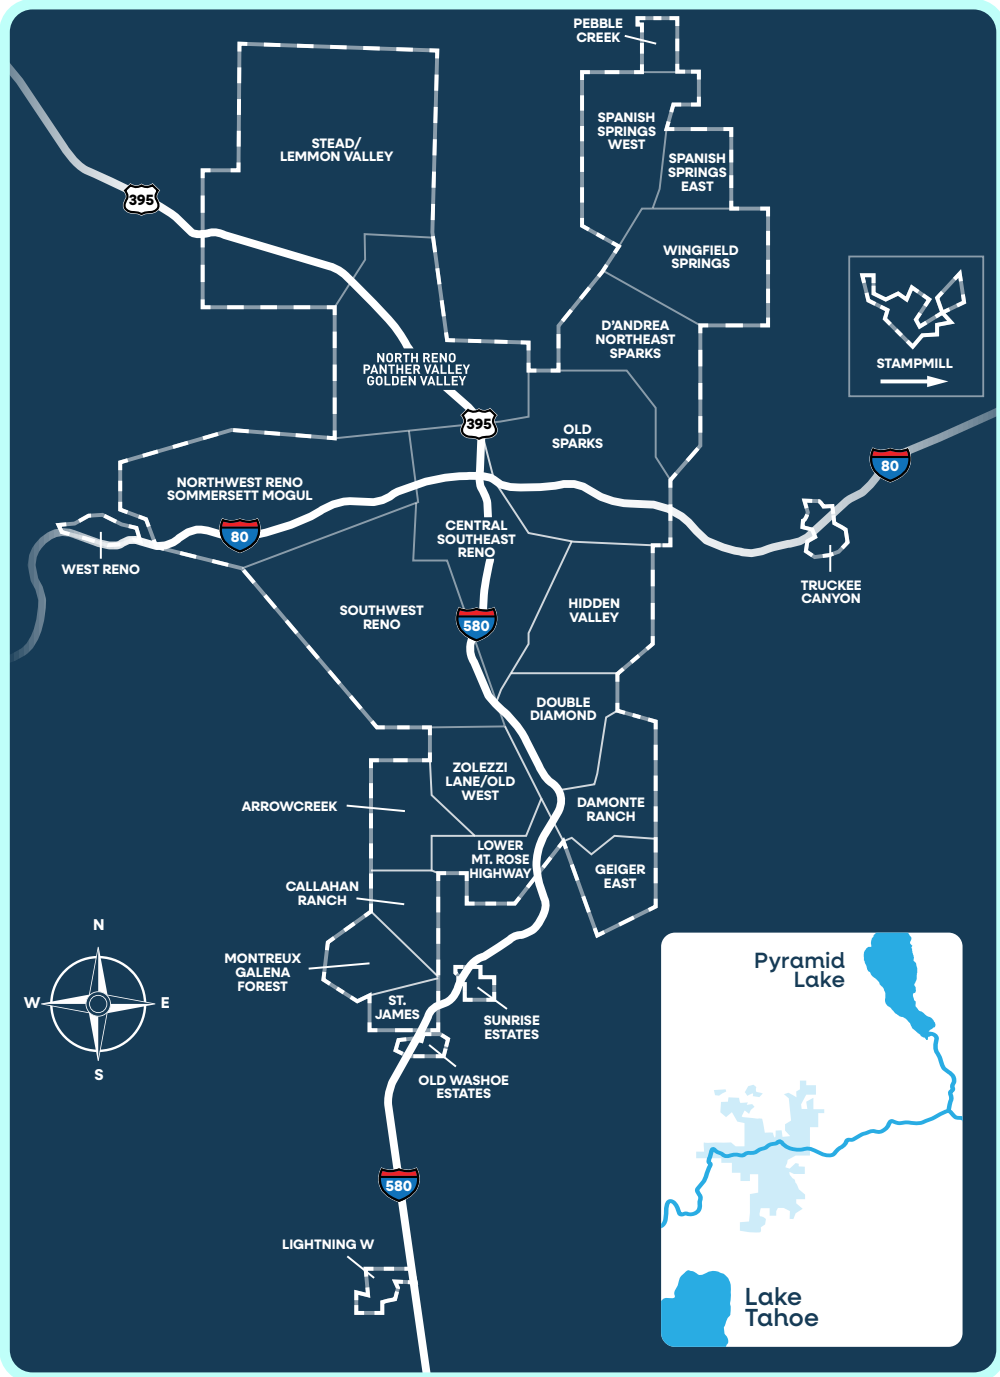 PEBBLE
CREEK
SPANISH
SPRINGS
WEST
STEAD/
LEMMON VALLEY
SPANISH
SPRINGS
EAST
395
WINGFIELD
SPRINGS
D'ANDREA
NORTHEAST
SPARKS
STAMPMILL
NORTH RENO
PANTHER VALLEY
GOLDEN VALLEY
395
OLD
SPARKS
80
NORTHWEST RENO
SOMMERSETT MOGUL
80
CENTRAL
SOUTHEAST
RENO
WEST RENO
TRUCKEE
CANYON
SOUTHWEST
RENO
HIDDEN
VALLEY
580
DOUBLE
DIAMOND
ZOLEZZI
LANE/OLD
WEST
ARROWCREEK
DAMONTE
RANCH
LOWER
MT. ROSE
HIGHWAY
GEIGER
EAST
CALLAHAN
RANCH
N
W
E
S
MONTREUX
GALENA
FOREST
ST.
JAMES
SUNRISE
ESTATES
OLD WASHOE
ESTATES
580
LIGHTNING W
Pyramid
Lake
Lake
Tahoe